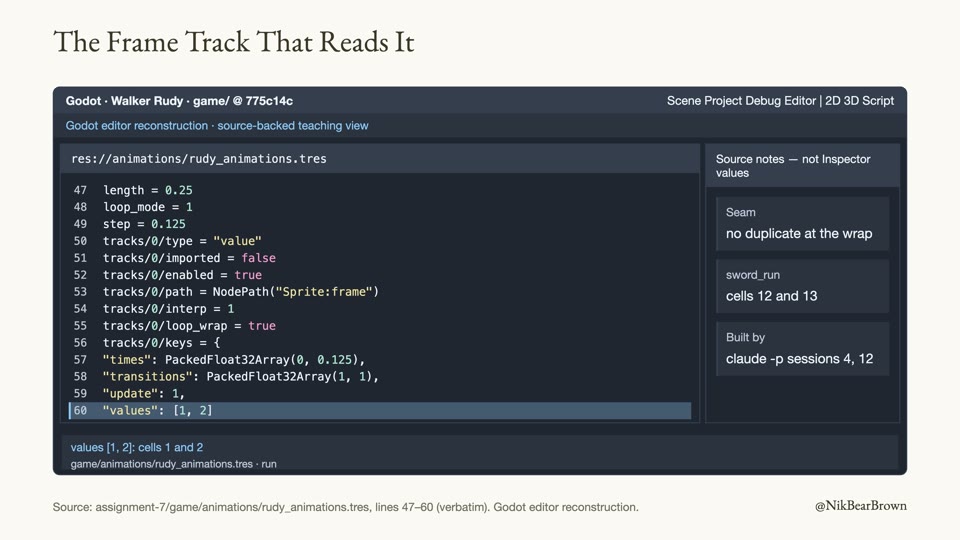 The Frame Track That Reads It
Godot · Walker Rudy · game/ @ 775c14c
Scene Project Debug Editor | 2D 3D Script
Godot editor reconstruction · source-backed teaching view
res://animations/rudy_animations.tres
47 length = 0.25
48 loop_mode = 1
49 step = 0.125
50 tracks/0/type = "value"
51 tracks/0/imported = false
52 tracks/0/enabled = true
53 tracks/0/path = NodePath("Sprite:frame")
54 tracks/0/interp = 1
55 tracks/0/loop_wrap = true
56 tracks/0/keys = {
57 "times": PackedFloat32Array(0, 0.125),
58 "transitions": PackedFloat32Array(1, 1),
59 "update": 1,
60 "values": [1, 2]
Source notes — not Inspector
values
Seam
no duplicate at the wrap
sword_run
cells 12 and 13
Built by
claude -p sessions 4, 12
values [1, 2]: cells 1 and 2
game/animations/rudy_animations.tres · run
Source: assignment-7/game/animations/rudy_animations.tres, lines 47–60 (verbatim). Godot editor reconstruction.
@NikBearBrown